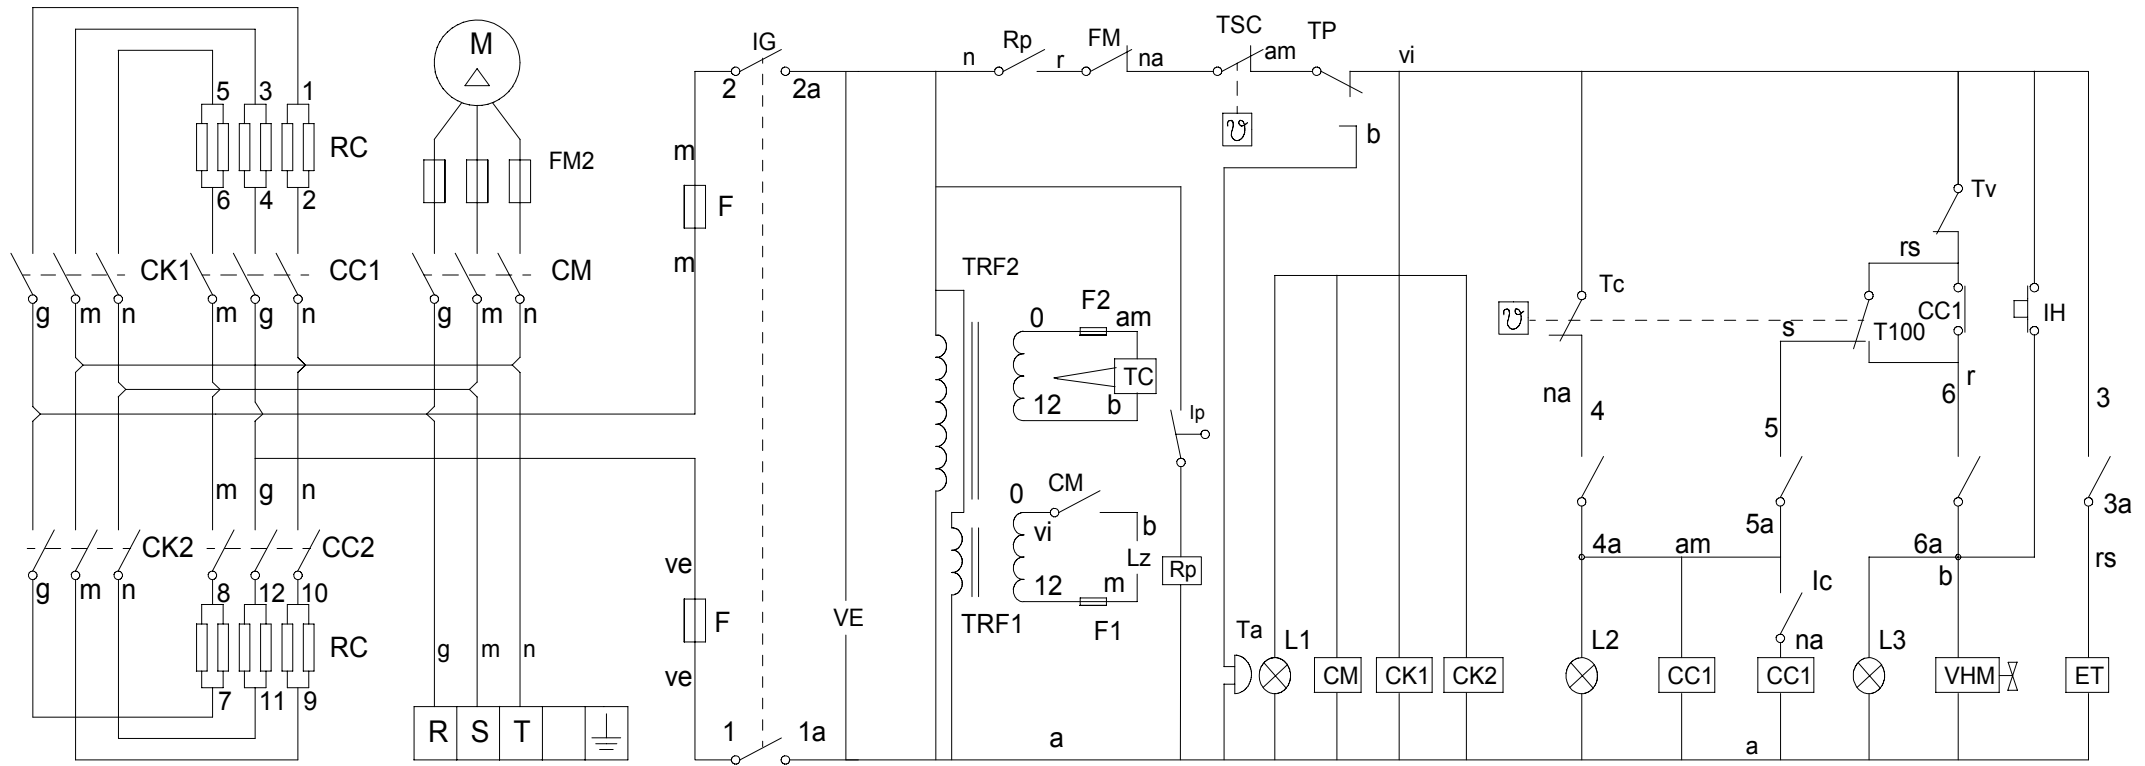 M
IG
n
Rp
r
FM
na
TSC
am
TP
vi
5
3
1
2
2a
RC
6
4
2
FM2
m
F
m
ϑ
b
CK1
CC1
CM
g
m
n
m
g
n
g
m
n
TRF2
0
F2
am
TC
12
b
Ip
Tv
rs
Tc
ϑ
CC1
IH
s
T100
r
na
4
5
6
3
m
g
n
0
CM
vi
b
Lz
12
m
F1
TRF1
Rp
3a
5a
4a
am
6a
b
rs
CK2
CC2
g
m
n
8
12
10
RC
7
11
9
ve
F
ve
VE
g
m
n
Ta
L1
CM
CK1
CK2
L2
CC1
Ic
na
CC1
L3
VHM
ET
R
S
T
1
1a
a
a